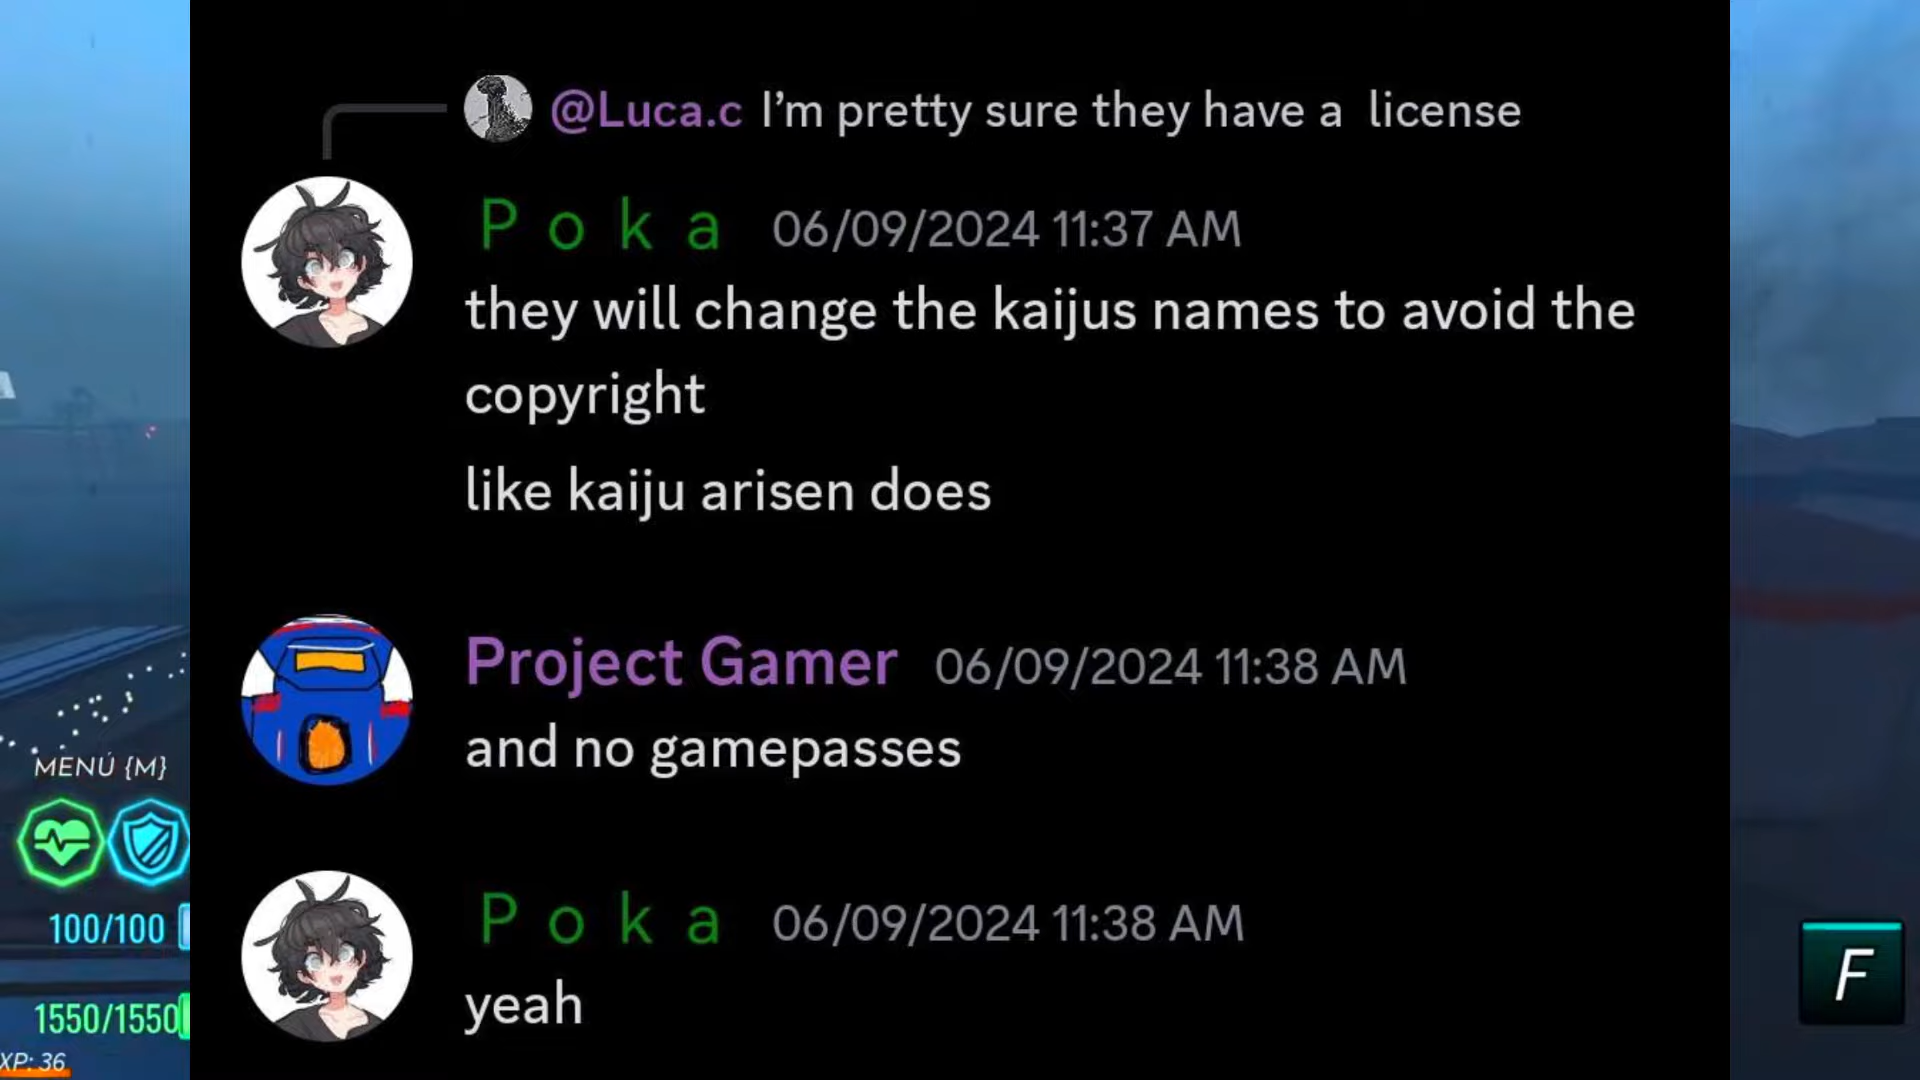 @Luca.c I'm pretty sure they have a license
P o k a 06/09/2024 11:37 AM
they will change the kaijus names to avoid the
copyright
like kaiju arisen does
Project Gamer 06/09/2024 11:38 AM
and no gamepasses
P o k a 06/09/2024 11:38 AM
yeah
MENÚ {M}
100/100
1550/1550
XP: 36
F